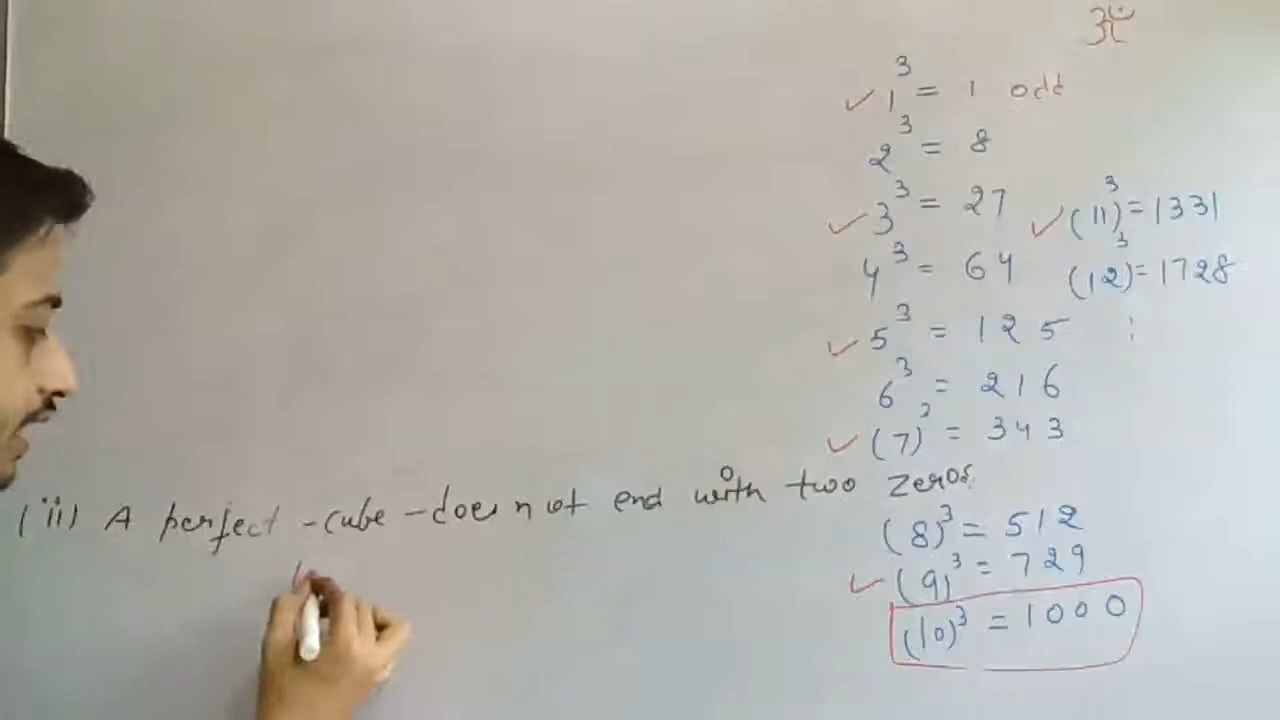 1³ = 1 odd
2³ = 8
3³ = 27
(11)³ = 1331
4³ = 64
(12)³ = 1728
5³ = 125
:
6³ = 216
(7)³ = 343
(ii) A perfect-cube-does not end with two zeros.
(8)³ = 512
(9)³ = 729
(10)³ = 1000